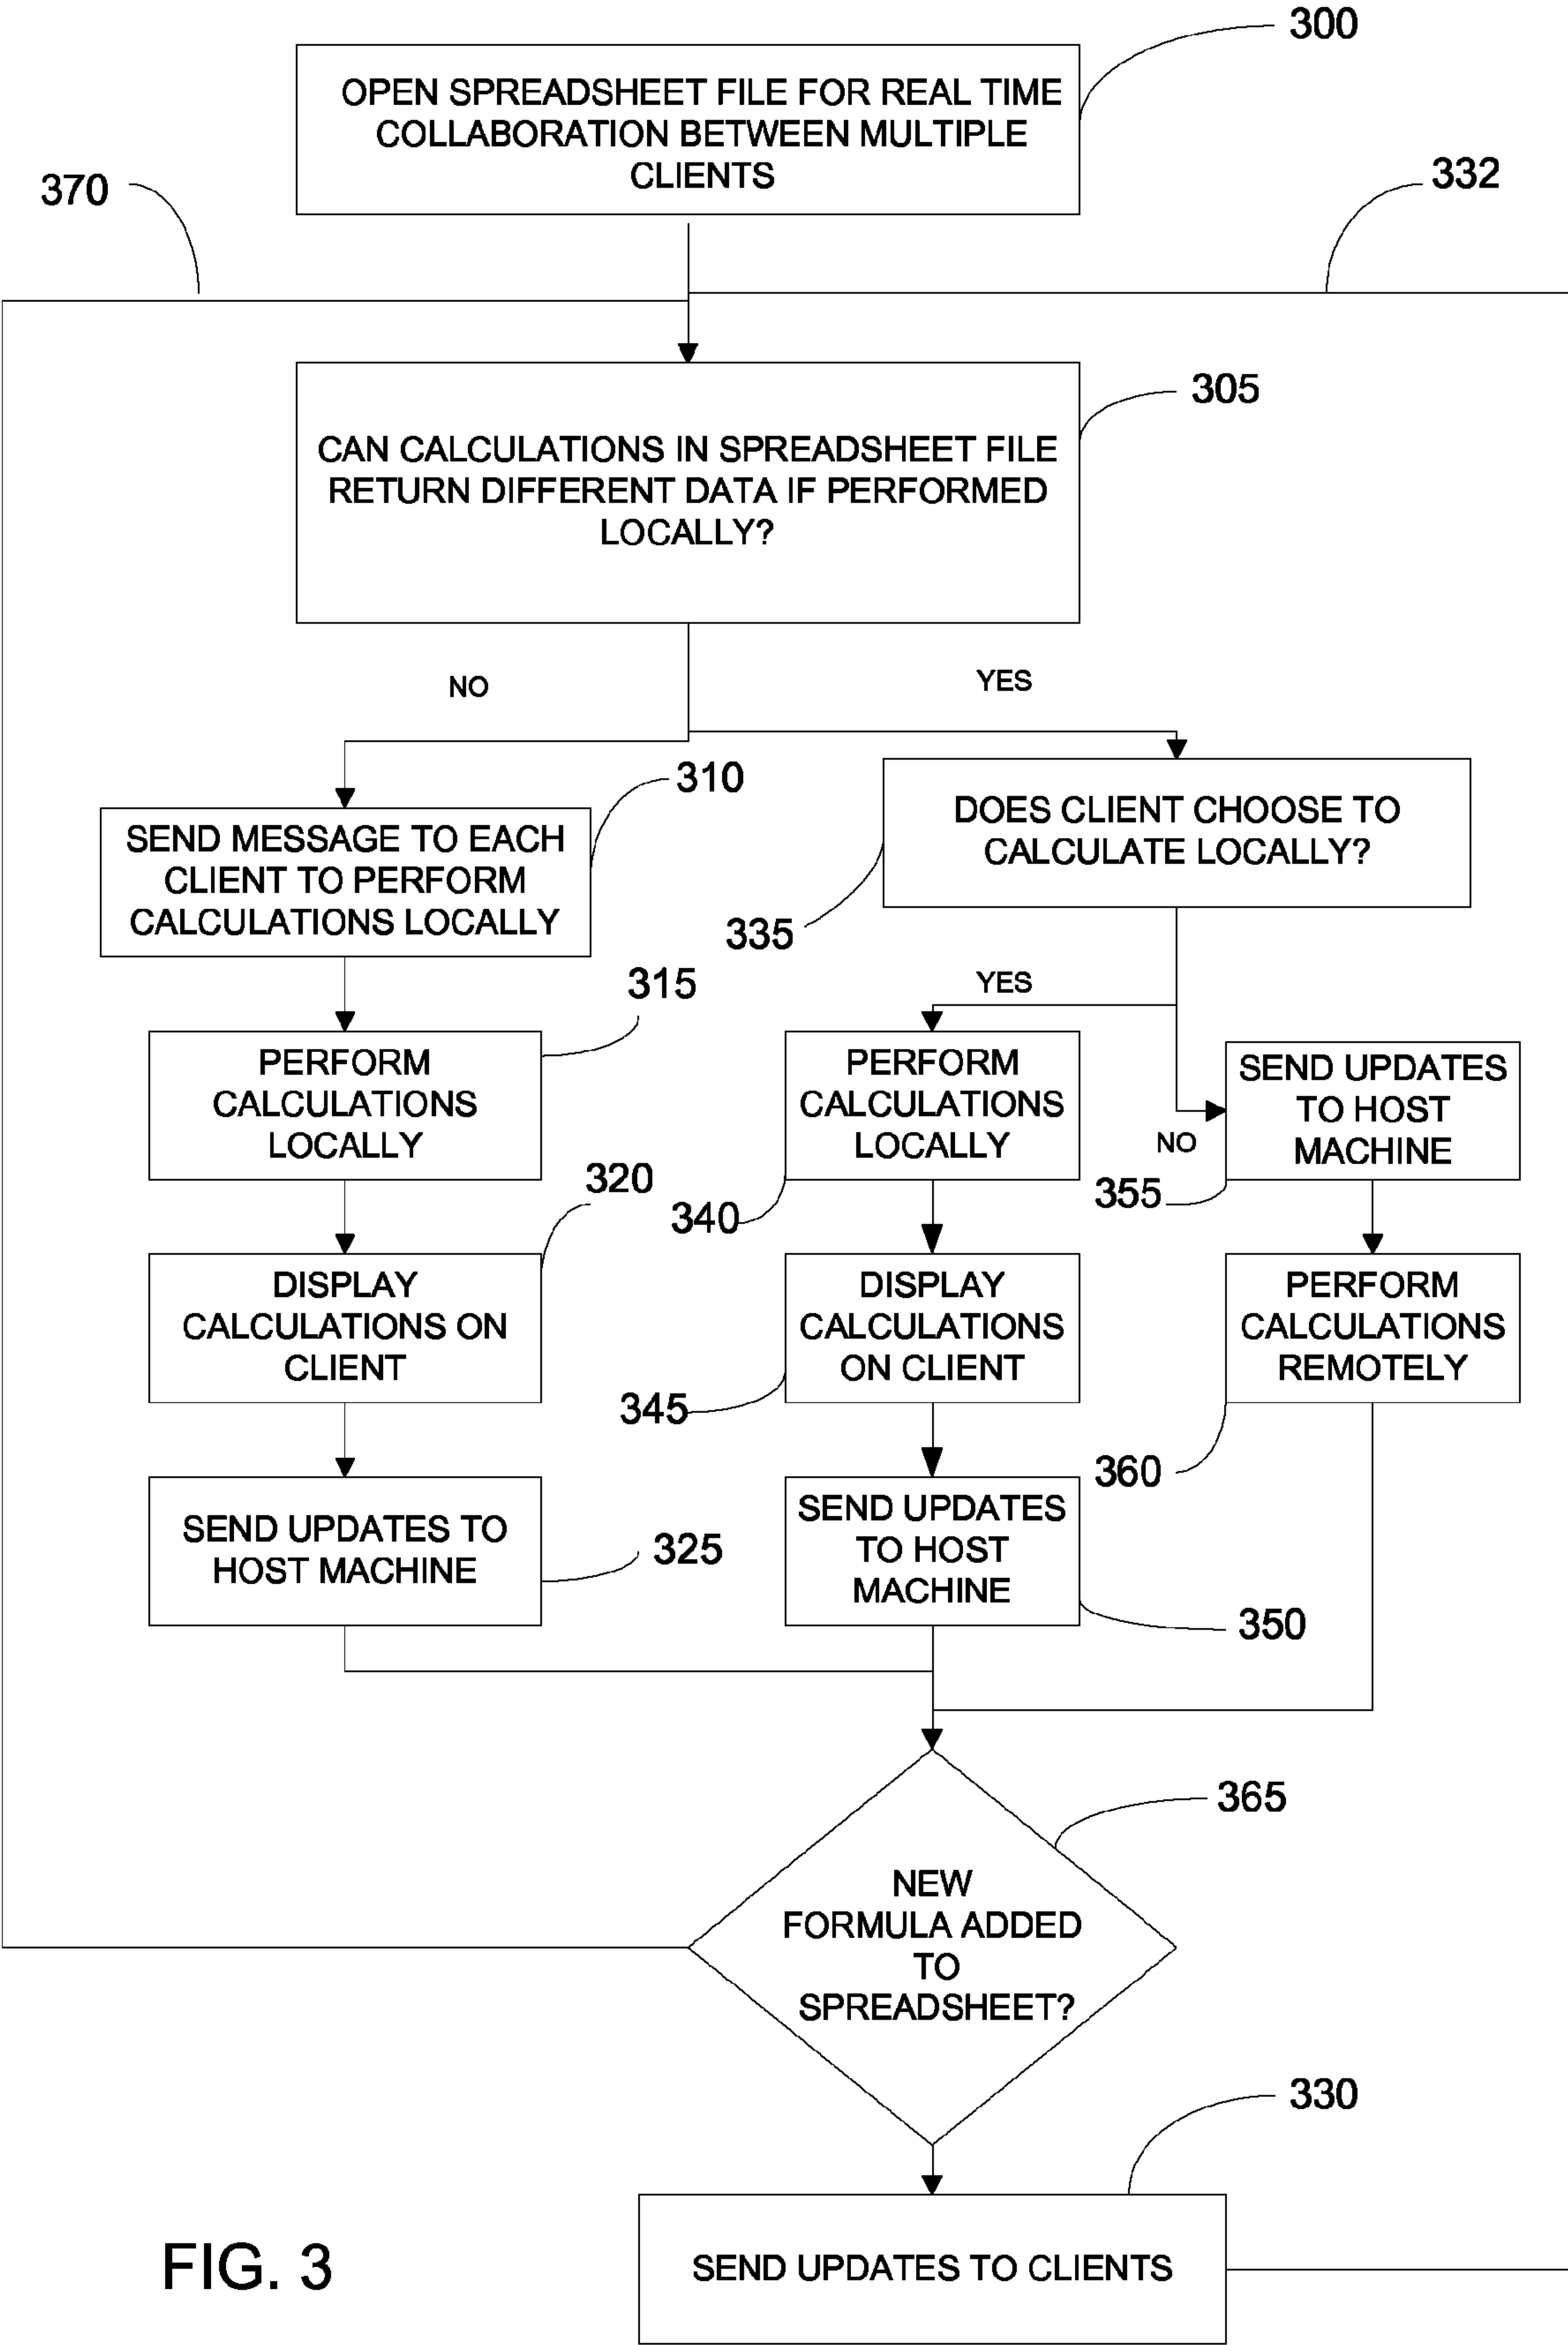 300
OPEN SPREADSHEET FILE FOR REAL TIME
COLLABORATION BETWEEN MULTIPLE
CLIENTS
370
332
305
CAN CALCULATIONS IN SPREADSHEET FILE
RETURN DIFFERENT DATA IF PERFORMED
LOCALLY?
NO
YES
310
SEND MESSAGE TO EACH
CLIENT TO PERFORM
CALCULATIONS LOCALLY
DOES CLIENT CHOOSE TO
CALCULATE LOCALLY?
335
315
YES
PERFORM
CALCULATIONS
LOCALLY
PERFORM
CALCULATIONS
LOCALLY
SEND UPDATES
TO HOST
MACHINE
NO
320
340
355
DISPLAY
CALCULATIONS ON
CLIENT
DISPLAY
CALCULATIONS
ON CLIENT
PERFORM
CALCULATIONS
REMOTELY
345
360
SEND UPDATES TO
HOST MACHINE
325
SEND UPDATES
TO HOST
MACHINE
350
365
NEW
FORMULA ADDED
TO
SPREADSHEET?
330
SEND UPDATES TO CLIENTS
FIG. 3